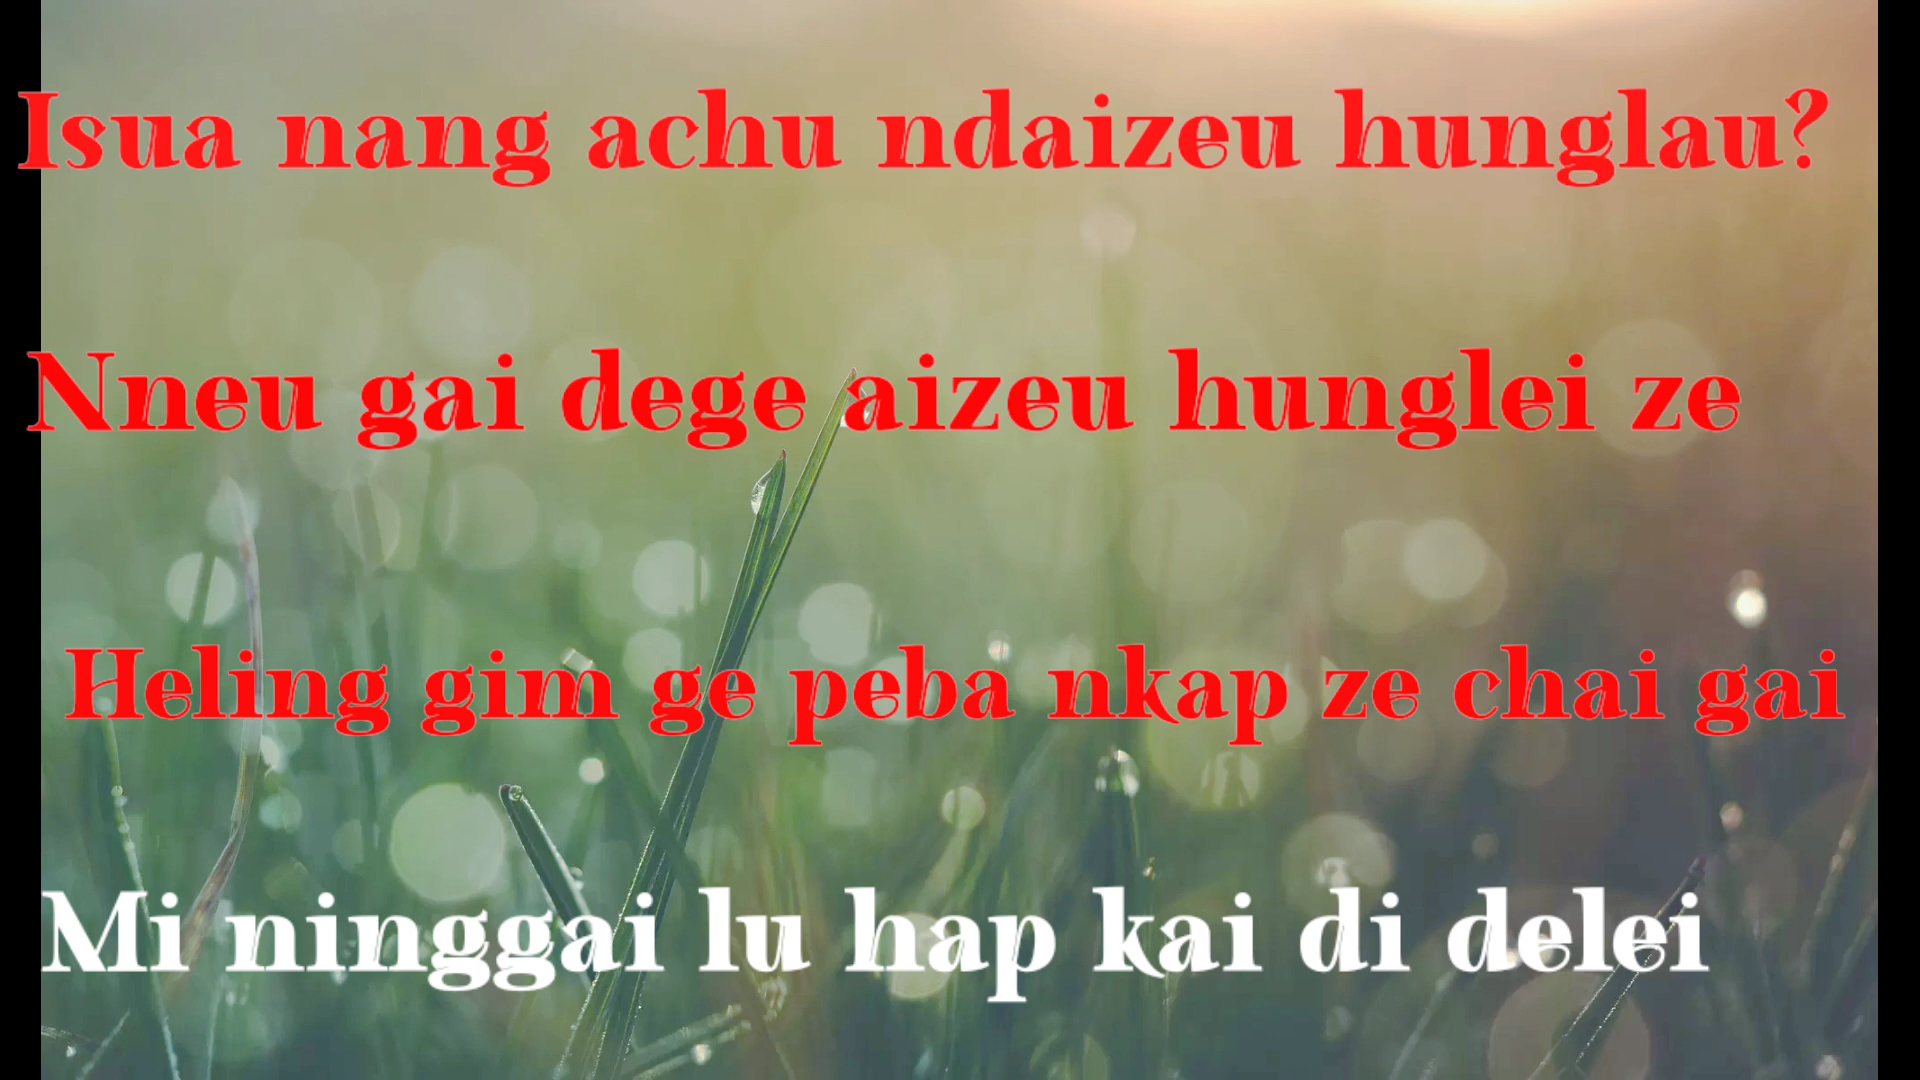 Isua nang achu ndaizeu hunglau?
Nneu gai dege aizeu hunglei ze
Heling gim ge peba nkap ze chai gai
Mi ninggai lu hap kai di delei